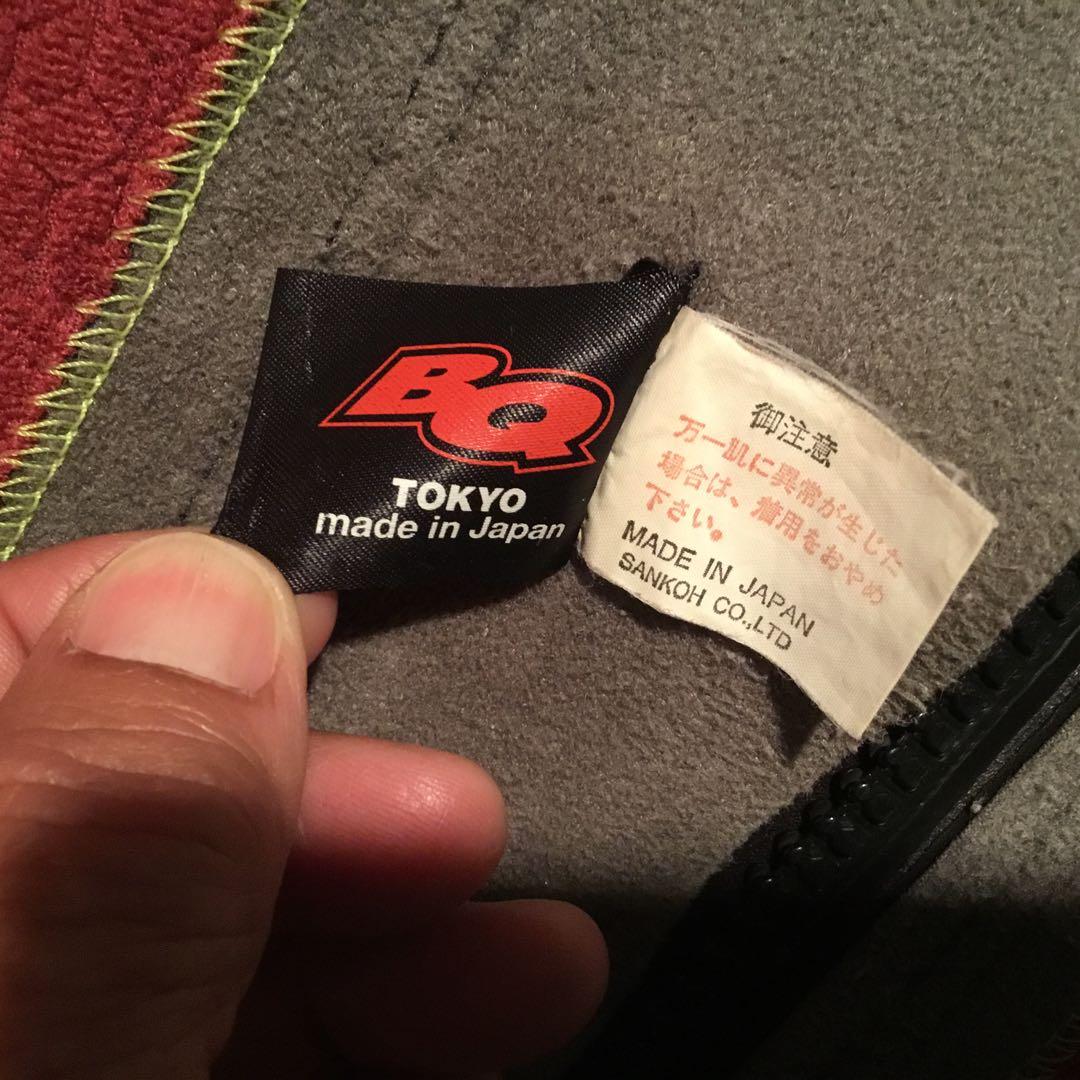 BQ
TOKYO
made in Japan
御注意
万一肌に異常が生じた
場合は、着用をおやめ
下さい。
MADE IN JAPAN
SANKOH CO.,LTD